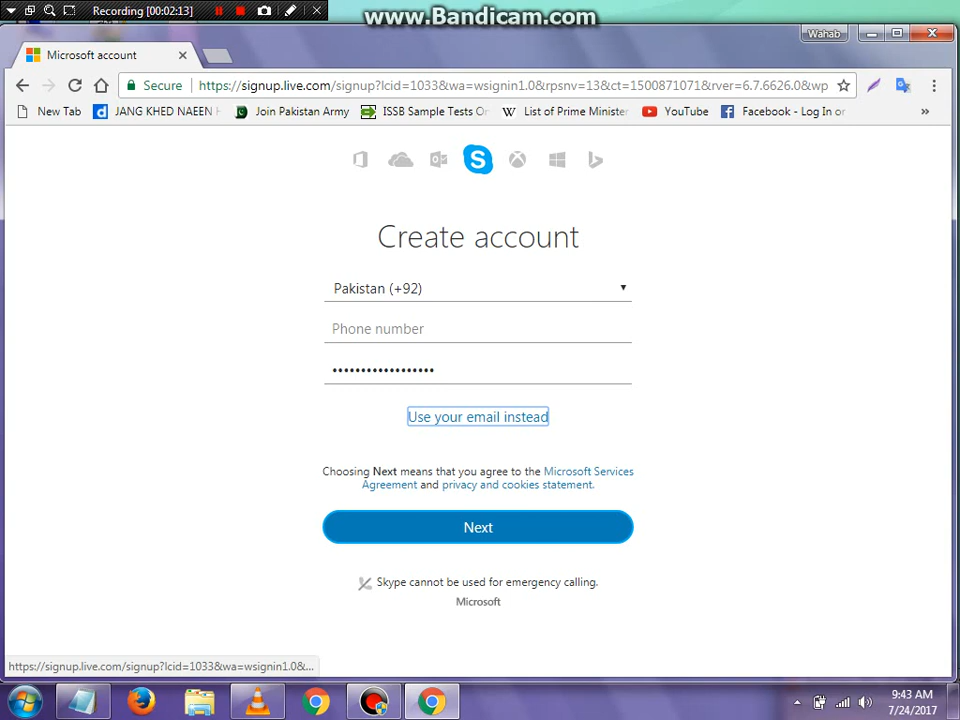 Recording [00:02:13]
www.Bandicam.com
Microsoft account
Wahab
Secure
https://signup.live.com/signup?lcid=1033&wa=wsignin1.0&rpsnv=13&ct=1500871071&rver=6.7.6626.0&wp
New Tab
JANG KHED NAEEN H
Join Pakistan Army
ISSB Sample Tests On
List of Prime Minister
YouTube
Facebook - Log In or
»
Create account
Pakistan (+92)
Phone number
••••••••••••••••••
Use your email instead
Choosing Next means that you agree to the Microsoft Services
Agreement and privacy and cookies statement.
Next
Skype cannot be used for emergency calling.
Microsoft
https://signup.live.com/signup?lcid=1033&wa=wsignin1.0&...
9:43 AM
7/24/2017